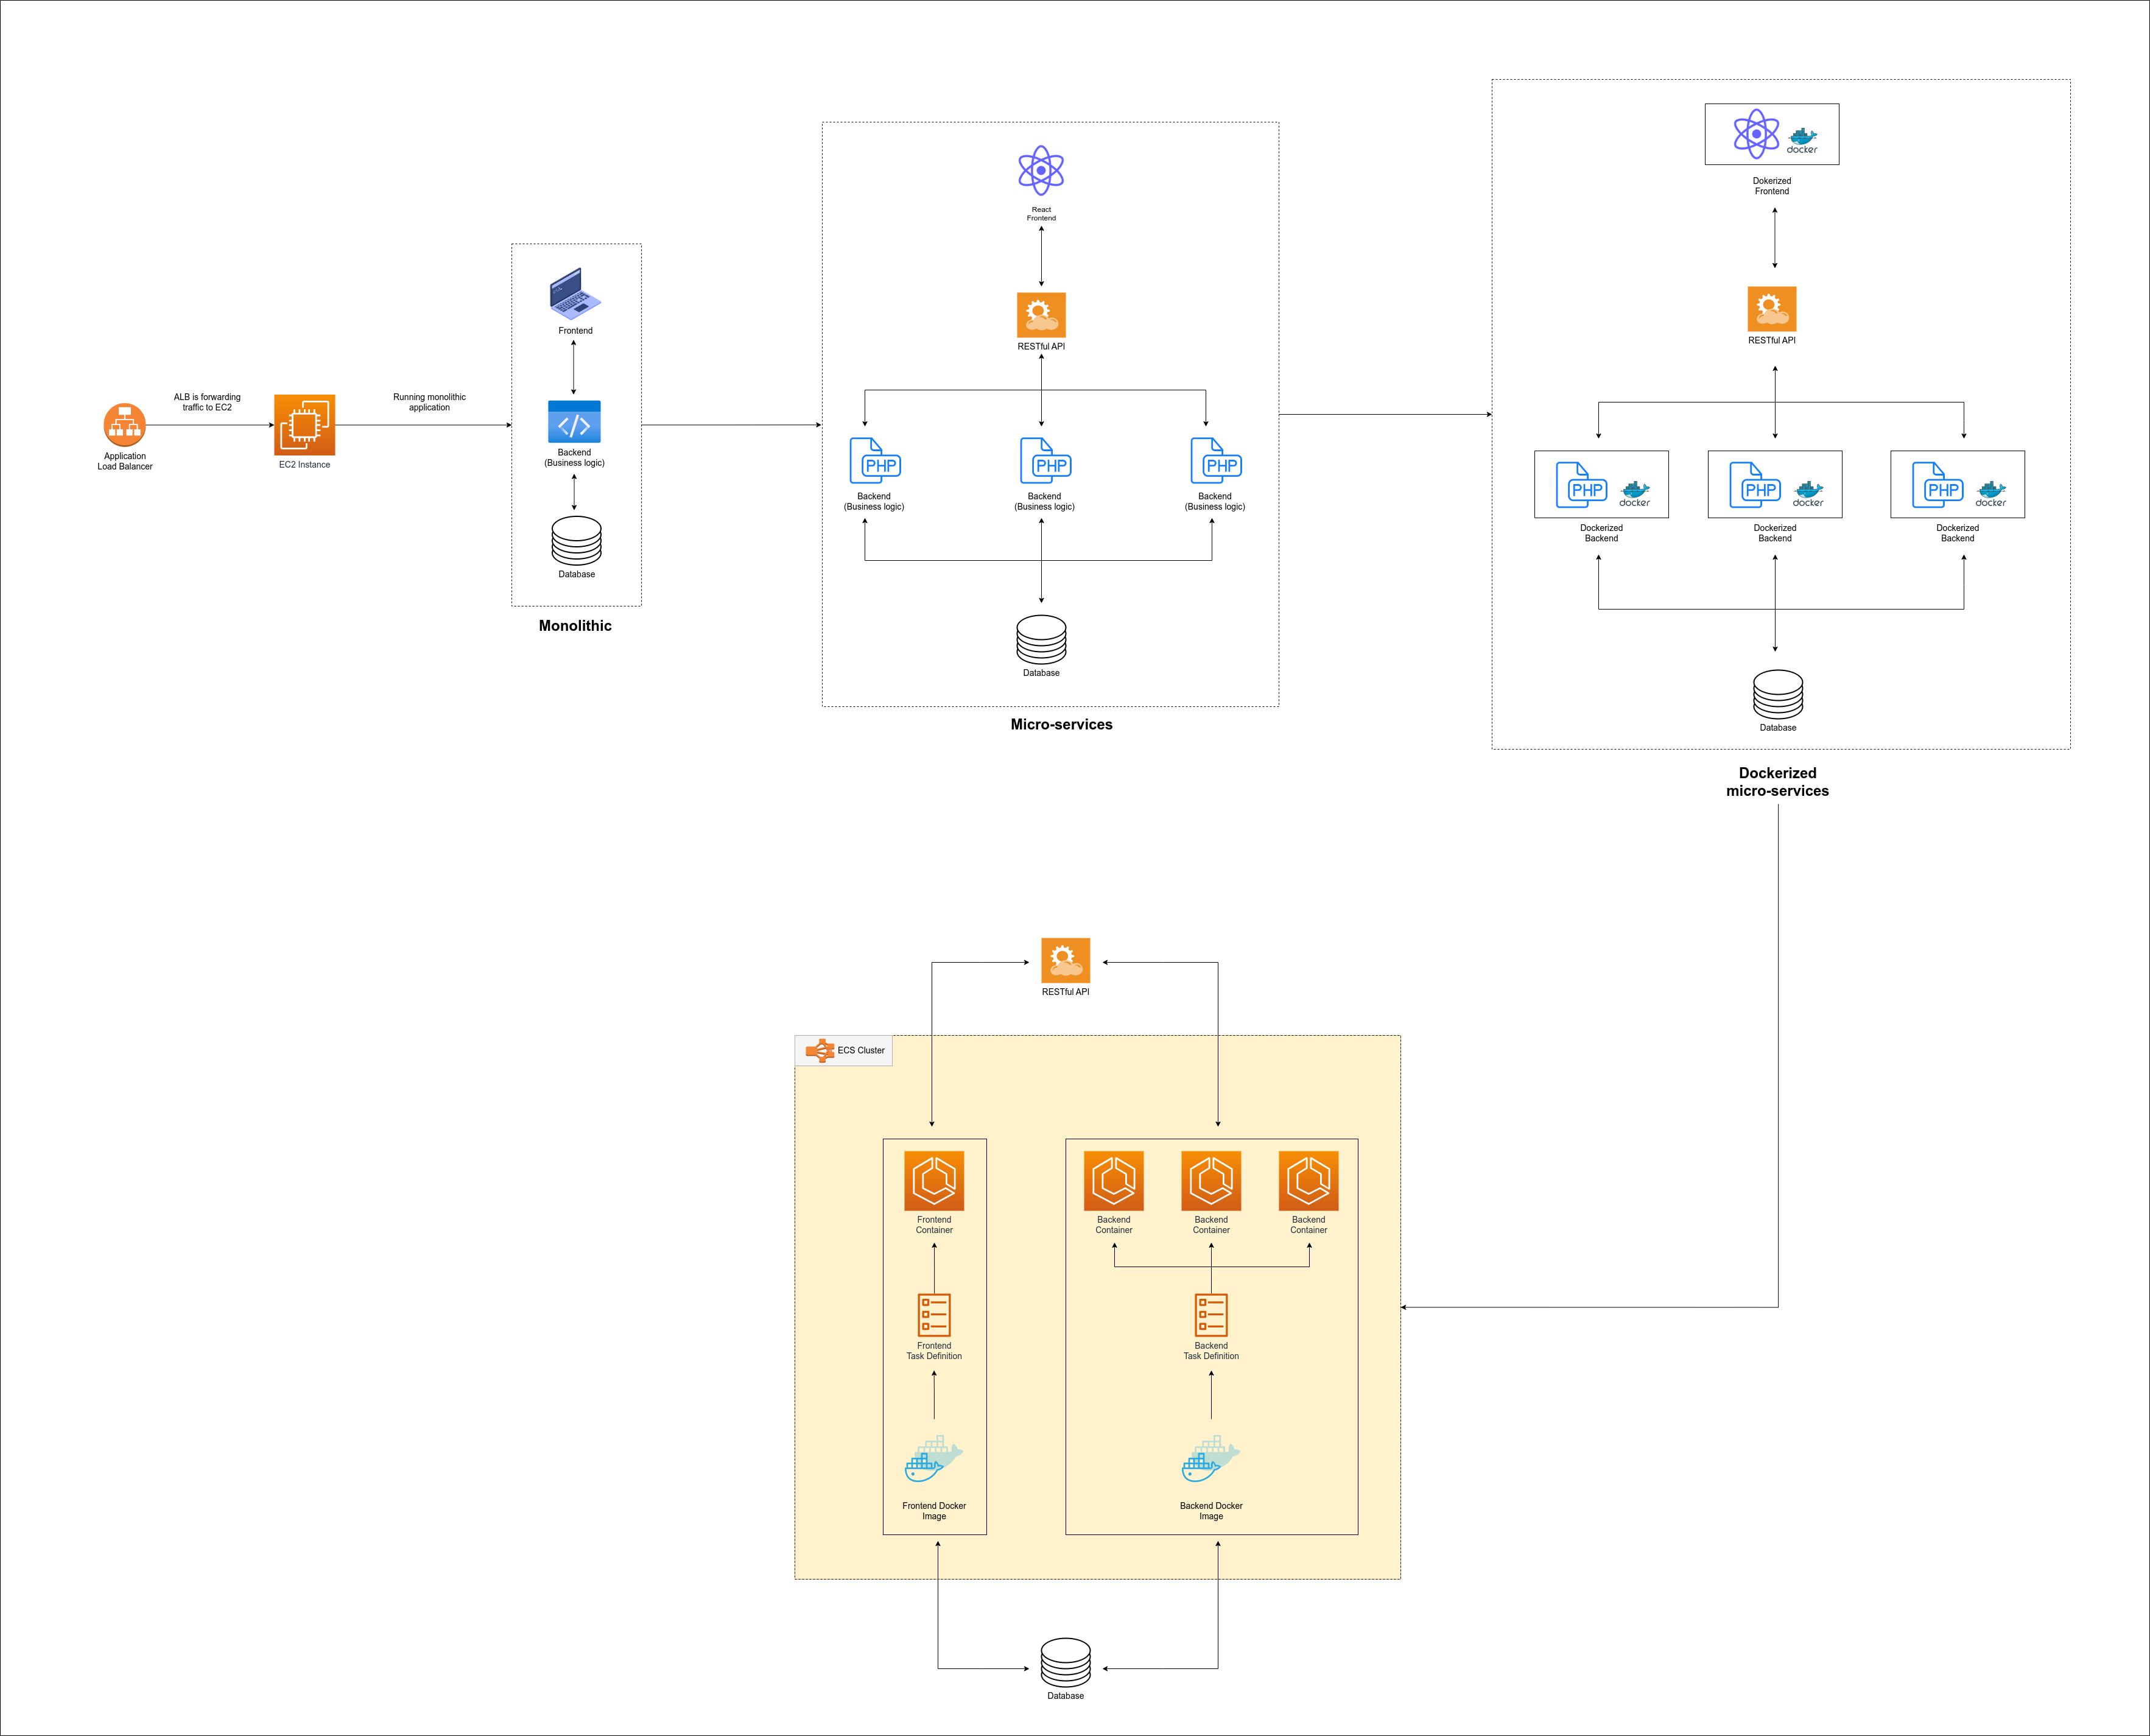 ALB is forwarding
traffic to EC2
Application
Load Balancer
EC2 Instance
Running monolithic
application
Frontend
Backend
(Business logic)
Database
Monolithic
React
Frontend
RESTful API
PHP
PHP
PHP
Backend
(Business logic)
Backend
(Business logic)
Backend
(Business logic)
Database
Micro-services
docker
Dokerized
Frontend
RESTful API
PHP
docker
PHP
docker
PHP
docker
Dockerized
Backend
Dockerized
Backend
Dockerized
Backend
Database
Dockerized
micro-services
RESTful API
ECS Cluster
Frontend
Container
Backend
Container
Backend
Container
Backend
Container
Frontend
Task Definition
Backend
Task Definition
Frontend Docker
Image
Backend Docker
Image
Database